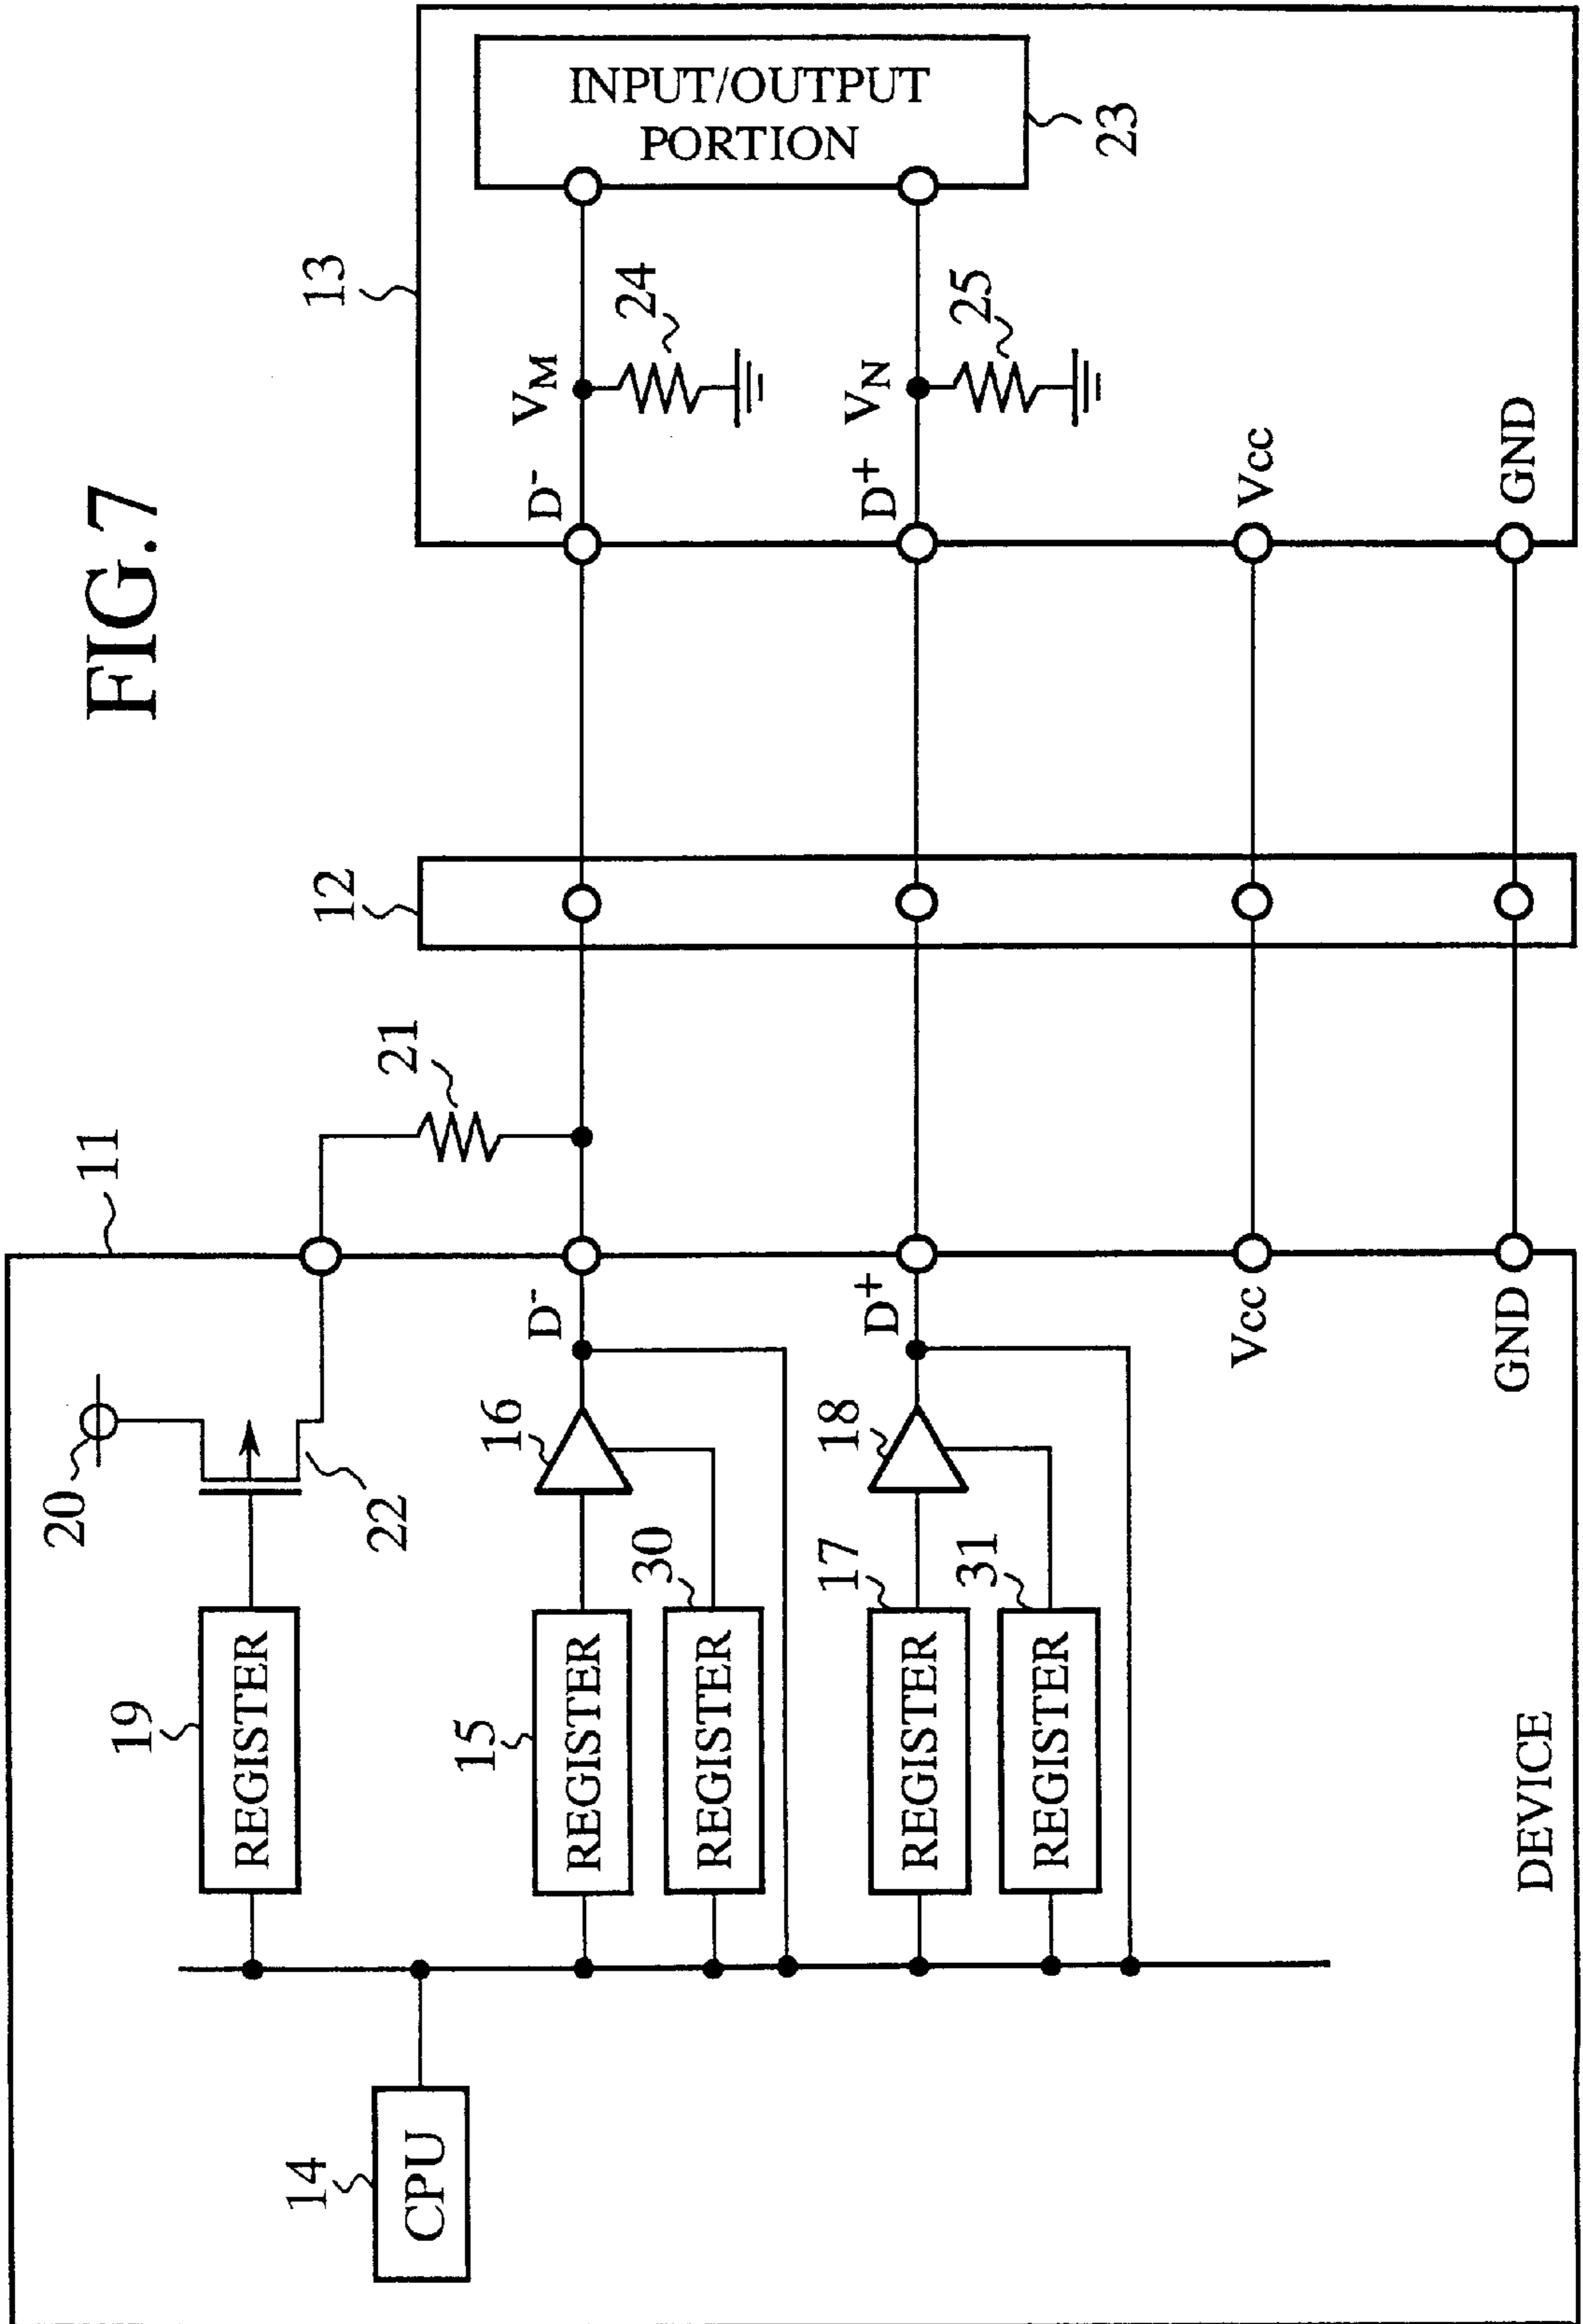 FIG.7
11
12
13
20
19
REGISTER
22
21
14
CPU
15
REGISTER
16
D-
D-
VM
24
INPUT/OUTPUT
PORTION
23
30
REGISTER
17
REGISTER
18
D+
D+
VN
25
31
REGISTER
Vcc
Vcc
DEVICE
GND
GND